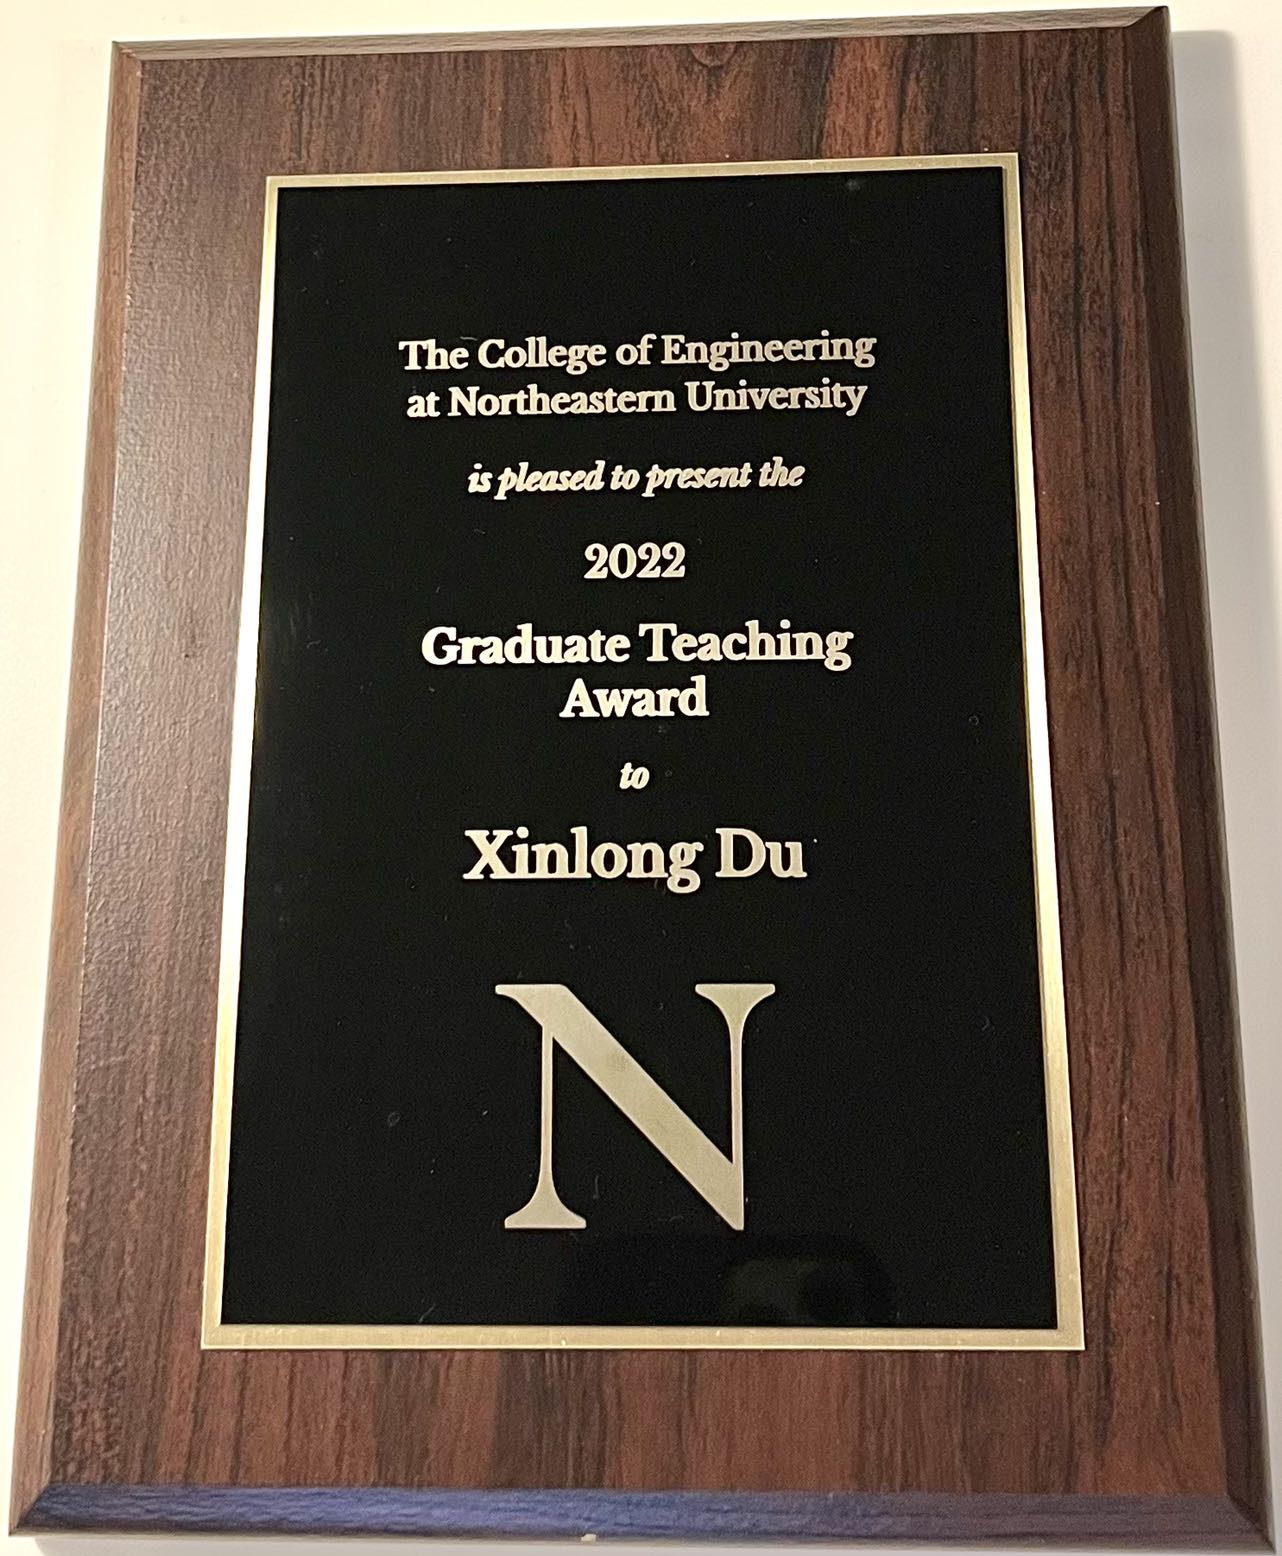 The College of Engineering
at Northeastern University
is pleased to present the
2022
Graduate Teaching
Award
to
Xinlong Du
N